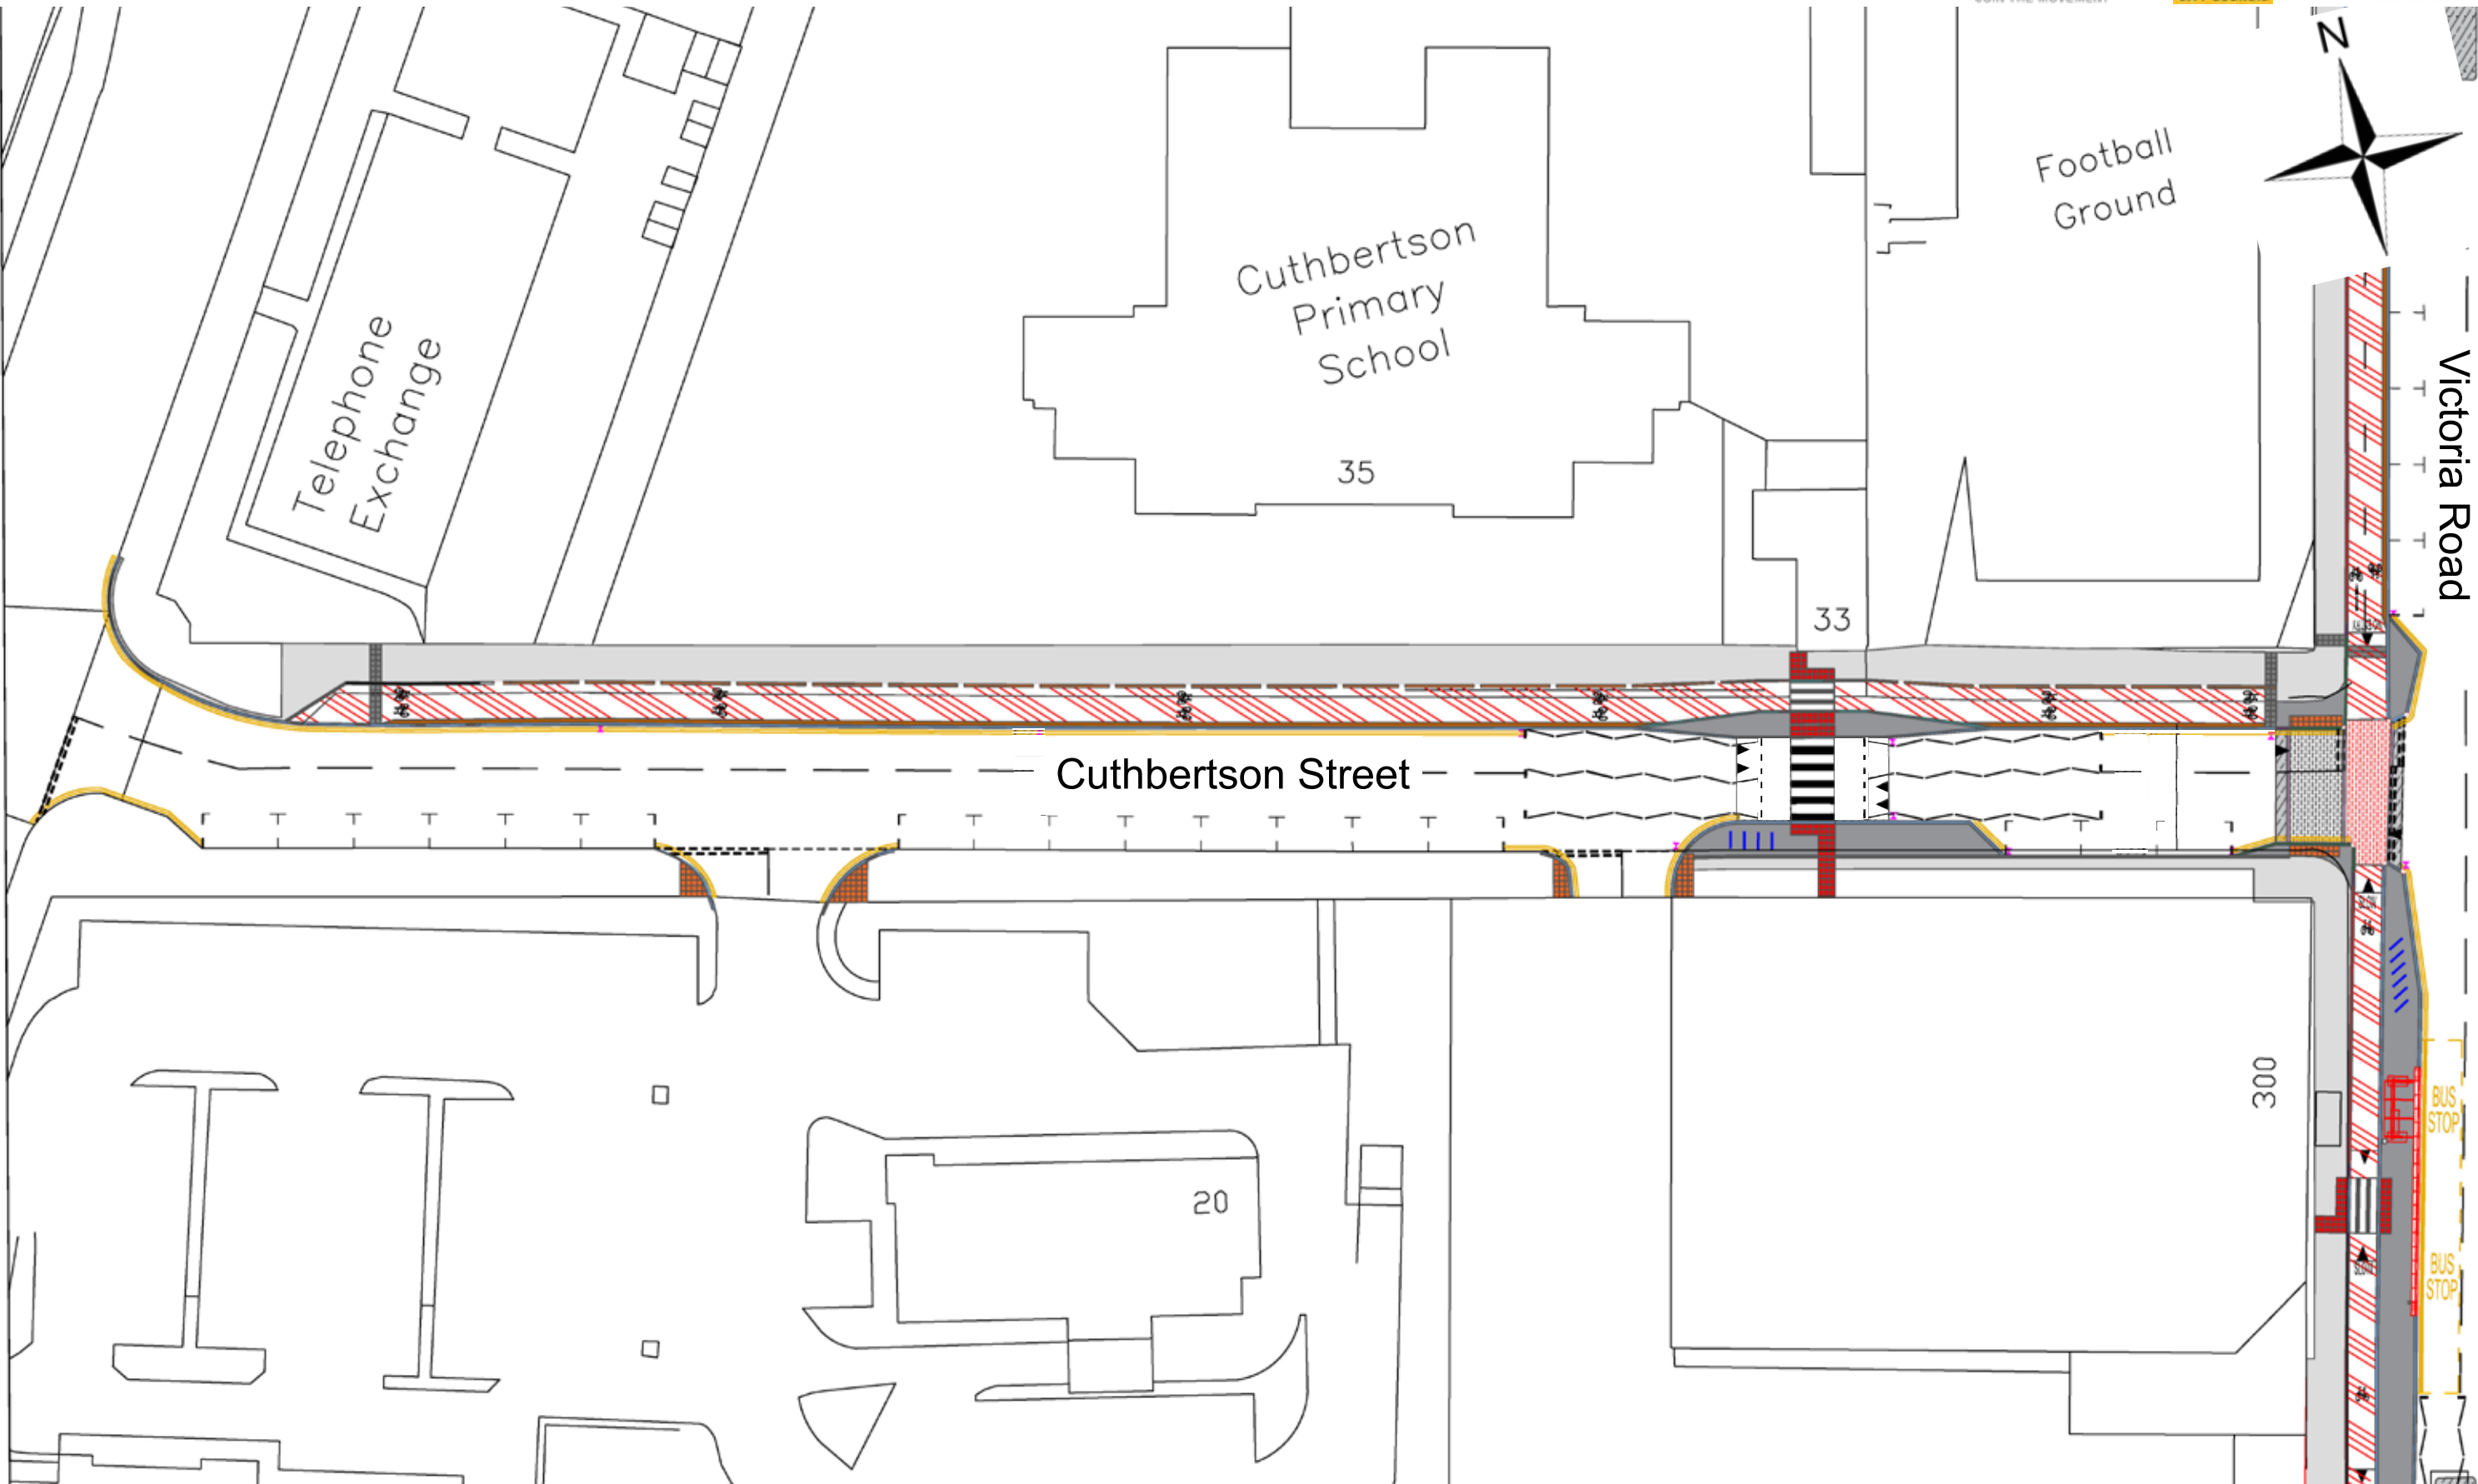 N
Football
Ground
Cuthbertson
Primary
School
35
Telephone
Exchange
Victoria Road
33
Cuthbertson Street
300
20
BUS
STOP
BUS
STOP